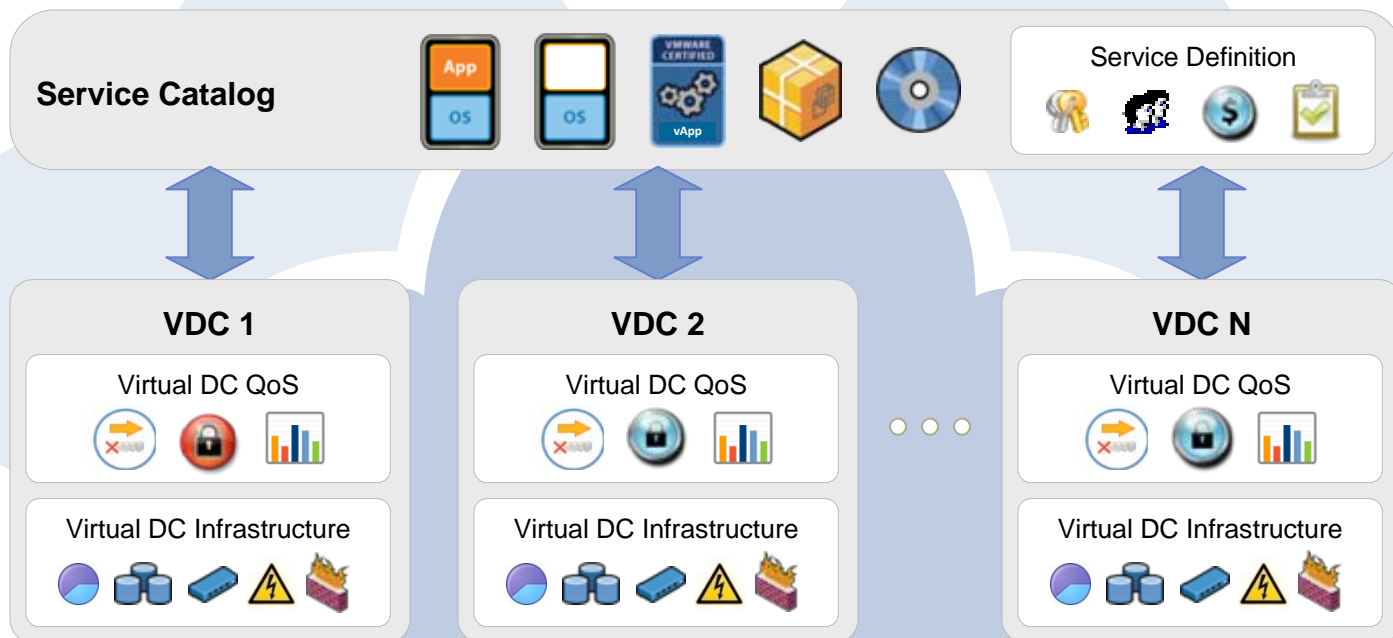 Service Catalog
App
OS
OS
VMWARE
CERTIFIED
vApp
Service Definition
$
VDC 1
Virtual DC QoS
Virtual DC Infrastructure
VDC 2
Virtual DC QoS
Virtual DC Infrastructure
VDC N
Virtual DC QoS
Virtual DC Infrastructure